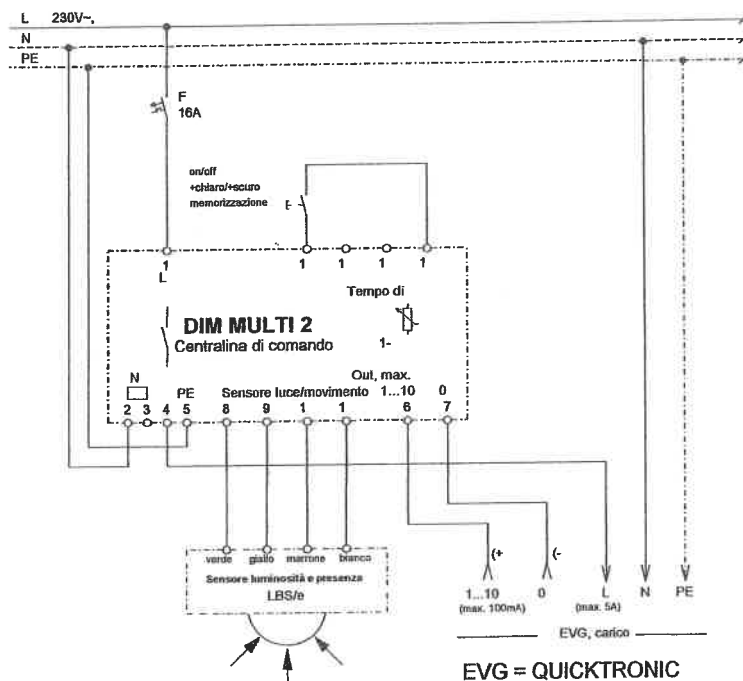 L 230V~,
N
PE
F
16A
on/off
+chiaro/+scuro
memorizzazione
1 1 1 1 1
L
Tempo di
DIM MULTI 2
Centralina di comando
1-
N
Out, max.
PE Sensore luce/movimento 1...10 0
2 3 4 5 8 9 1 1 6 7
verde giallo marrone bianco
Sensore luminosità e presenza
LBS/e
(+ (-
1...10 0 L N PE
(max. 100mA) (max. 5A)
EVG, carico
EVG = QUICKTRONIC